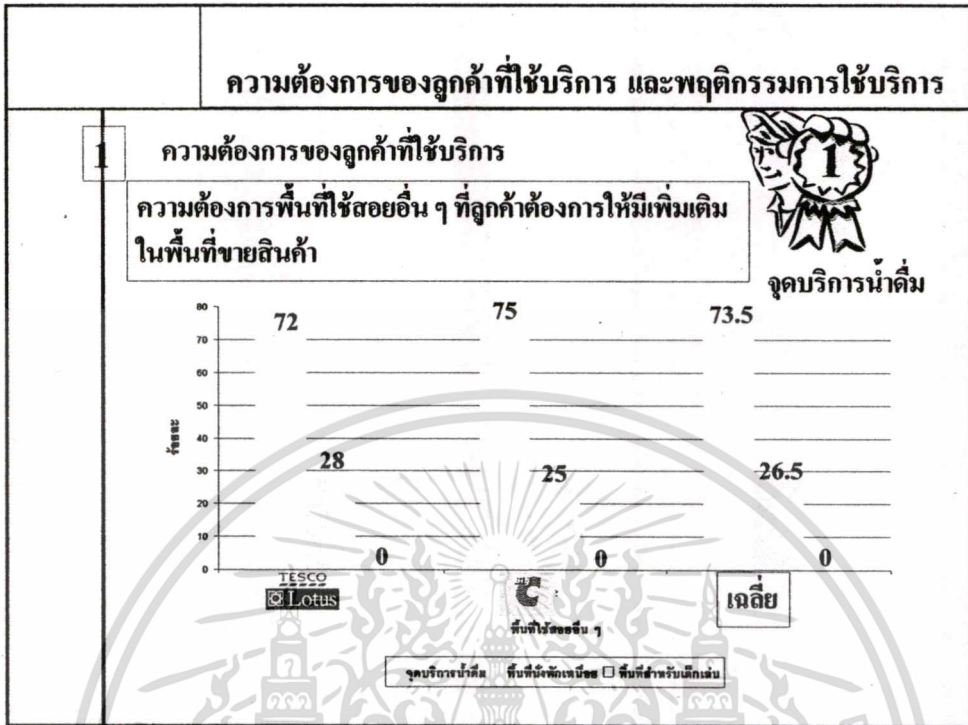 ความต้องการของลูกค้าที่ใช้บริการ และพฤติกรรมการใช้บริการ
1 ความต้องการของลูกค้าที่ใช้บริการ
1
ความต้องการพื้นที่ใช้สอยอื่น ๆ ที่ลูกค้าต้องการให้มีเพิ่มเติม
ในพื้นที่ขายสินค้า
จุดบริการน้ำดื่ม
ร้อยละ
80
70
60
50
40
30
20
10
0
72
28
0
75
25
0
73.5
26.5
0
TESCO
Lotus
C
เฉลี่ย
พื้นที่ใช้สอยอื่น ๆ
จุดบริการน้ำดื่ม พื้นที่นั่งพักเหนื่อย พื้นที่สำหรับเด็กเล่น